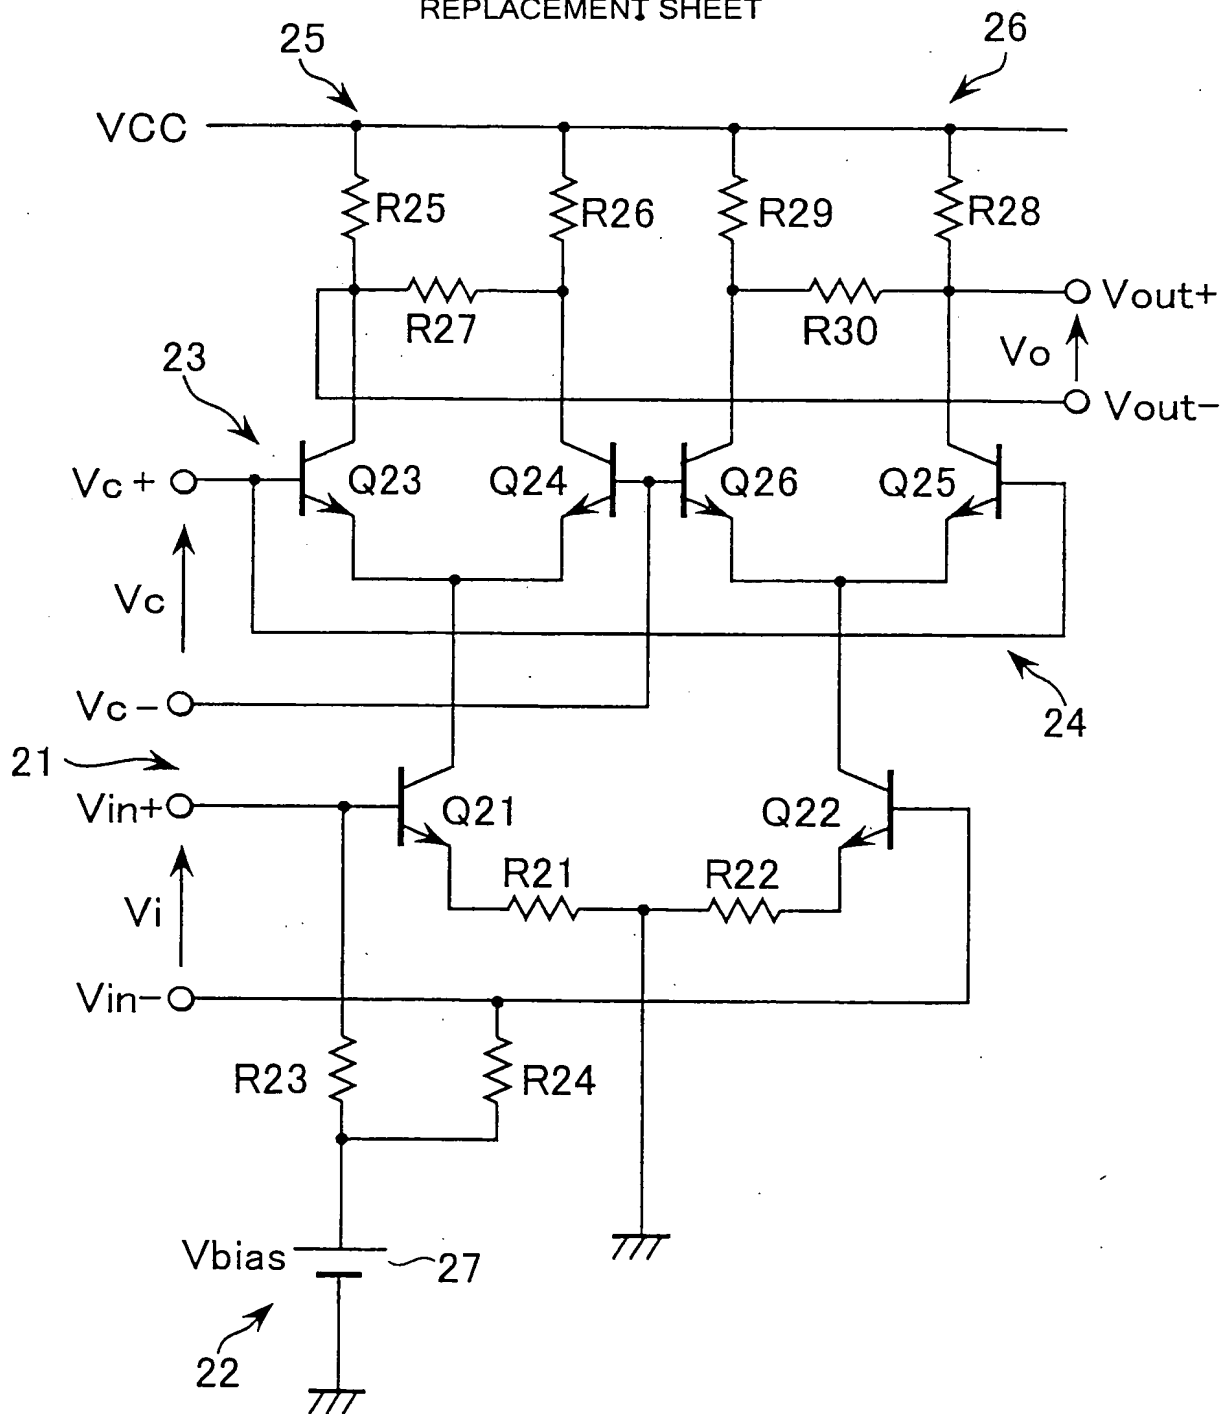 REPLACEMENT SHEET
25
26
VCC
R25
R26
R29
R28
R27
R30
Vout+
Vo
Vout-
23
Vc+
Q23
Q24
Q26
Q25
Vc
Vc-
24
21
Vin+
Q21
Q22
R21
R22
Vi
Vin-
R23
R24
Vbias
27
22